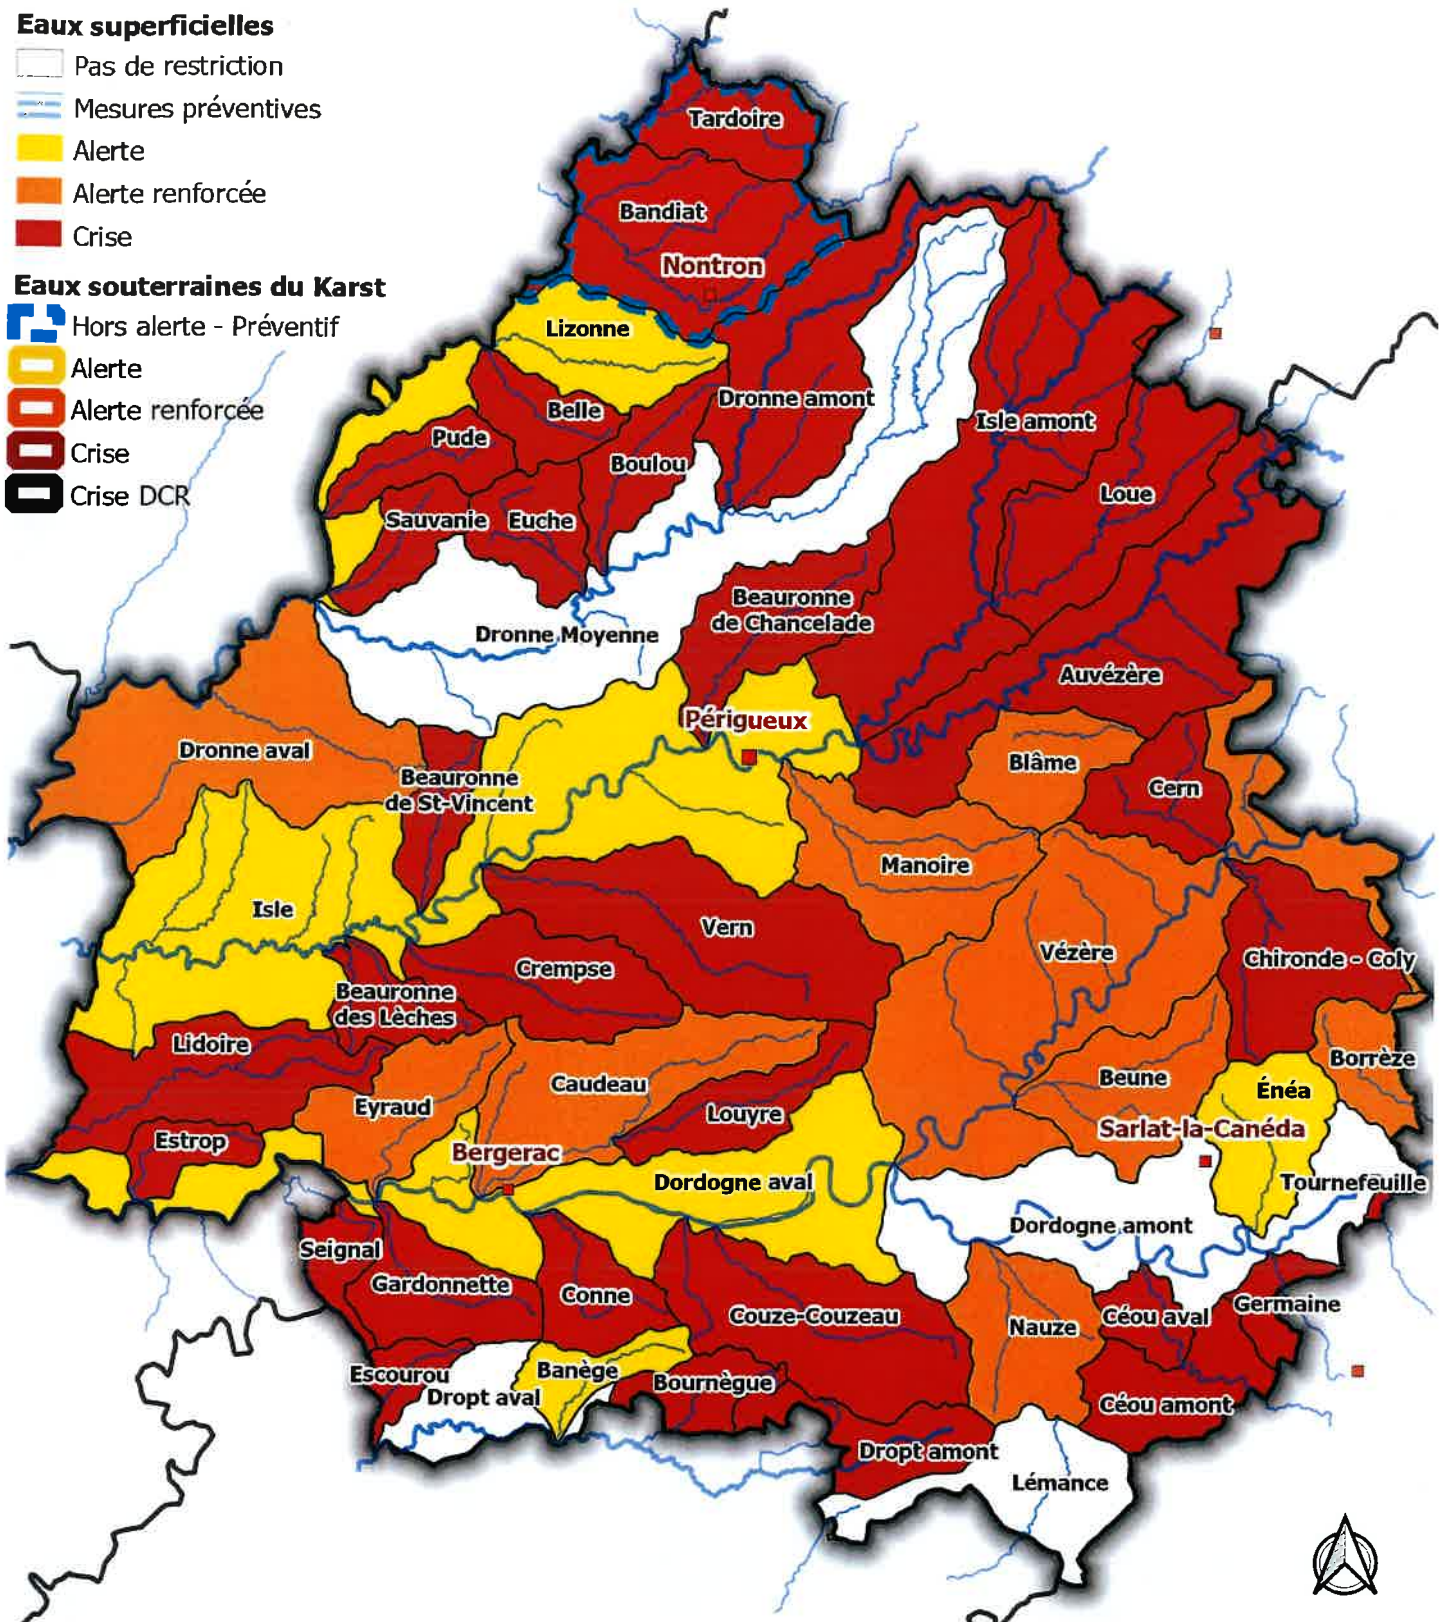 Eaux superficielles
Pas de restriction
Mesures préventives
Alerte
Alerte renforcée
Crise
Eaux souterraines du Karst
Hors alerte - Préventif
Alerte
Alerte renforcée
Crise
Crise DCR
Tardoire
Bandiat
Nontron
Lizonne
Dronne amont
Belle
Isle amont
Pude
Boulou
Loue
Sauvanie
Euche
Beauronne
de Chancelade
Dronne Moyenne
Auvézère
Périgueux
Dronne aval
Blâme
Beauronne
de St-Vincent
Cern
Manoire
Isle
Vern
Vézère
Chironde - Coly
Crempse
Beauronne
des Lèches
Lidoire
Borrèze
Beune
Caudeau
Énéa
Eyraud
Louyre
Sarlat-la-Canéda
Estrop
Bergerac
Dordogne aval
Tournefeuille
Dordogne amont
Seignal
Gardonnette
Conne
Couze-Couzeau
Nauze
Céou aval
Germaine
Escourou
Banège
Bournègue
Dropt aval
Céou amont
Dropt amont
Lémance